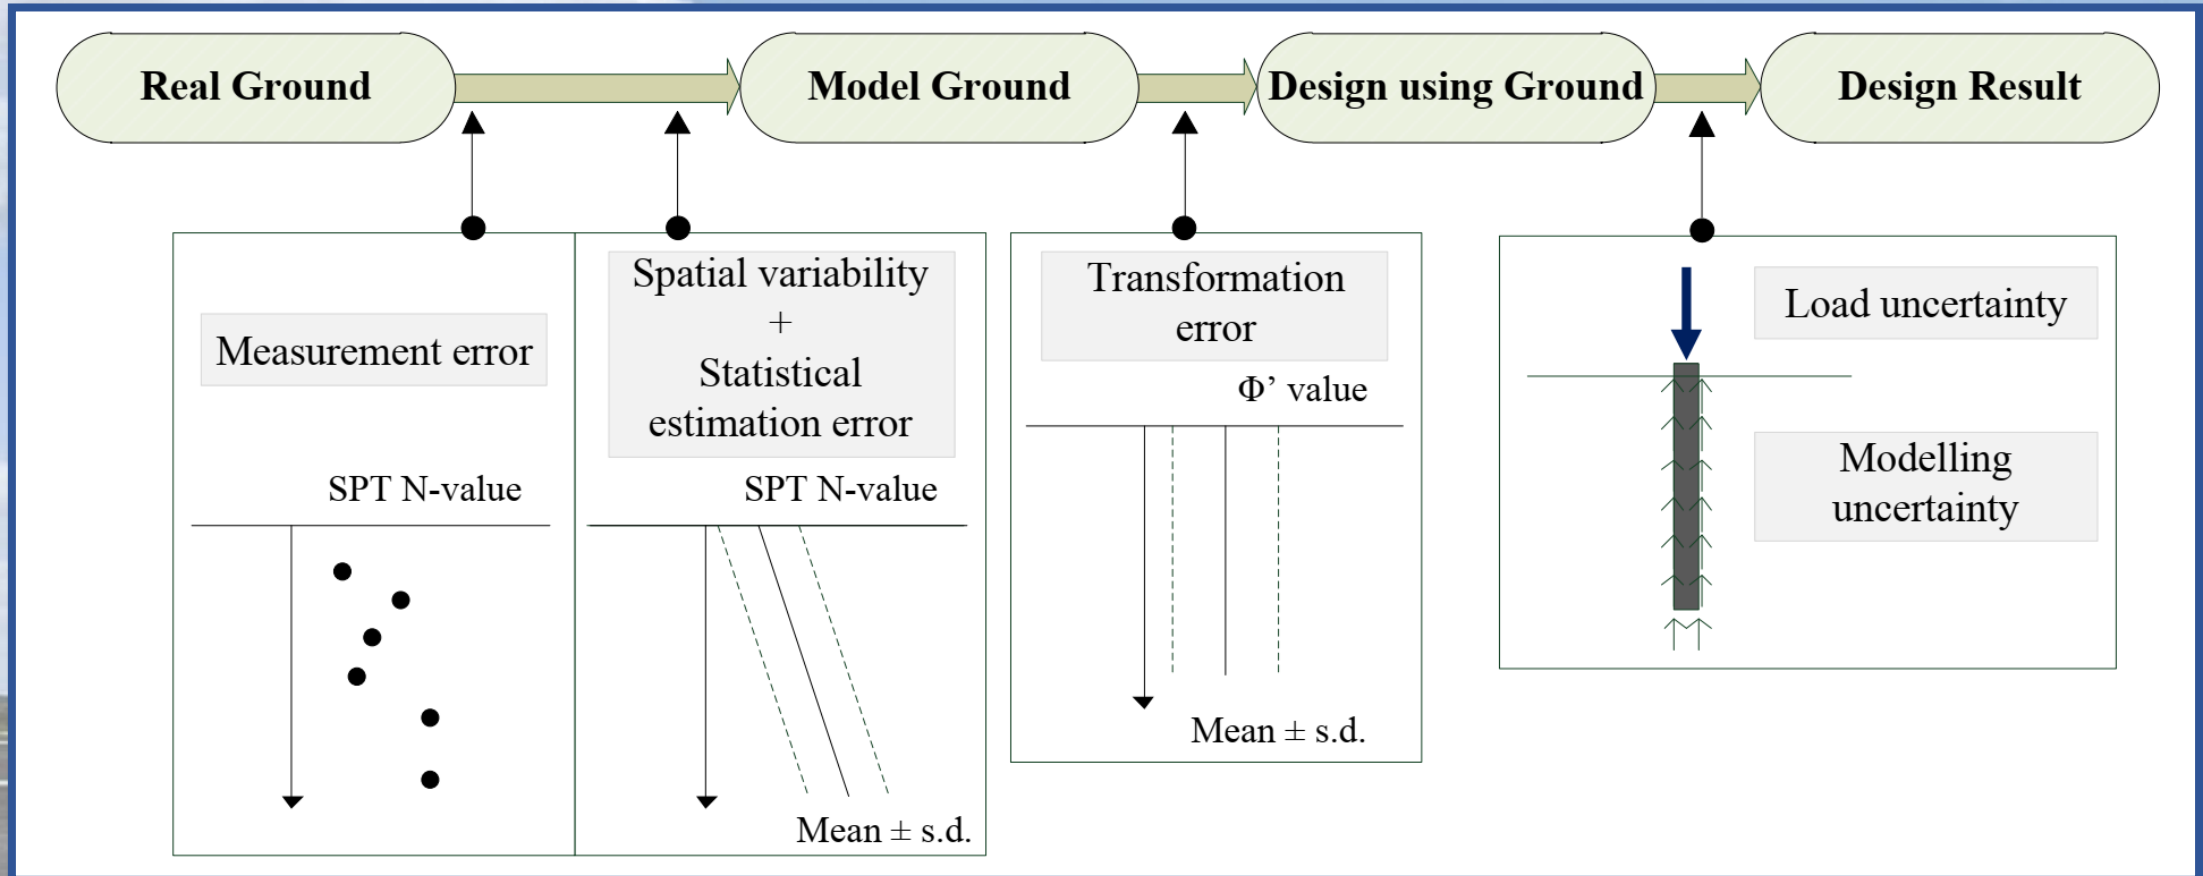 Real Ground
Model Ground
Design using Ground
Design Result
Measurement error
SPT N-value
Spatial variability
+
Statistical
estimation error
SPT N-value
Mean ± s.d.
Transformation
error
Φ’ value
Mean ± s.d.
Load uncertainty
Modelling
uncertainty